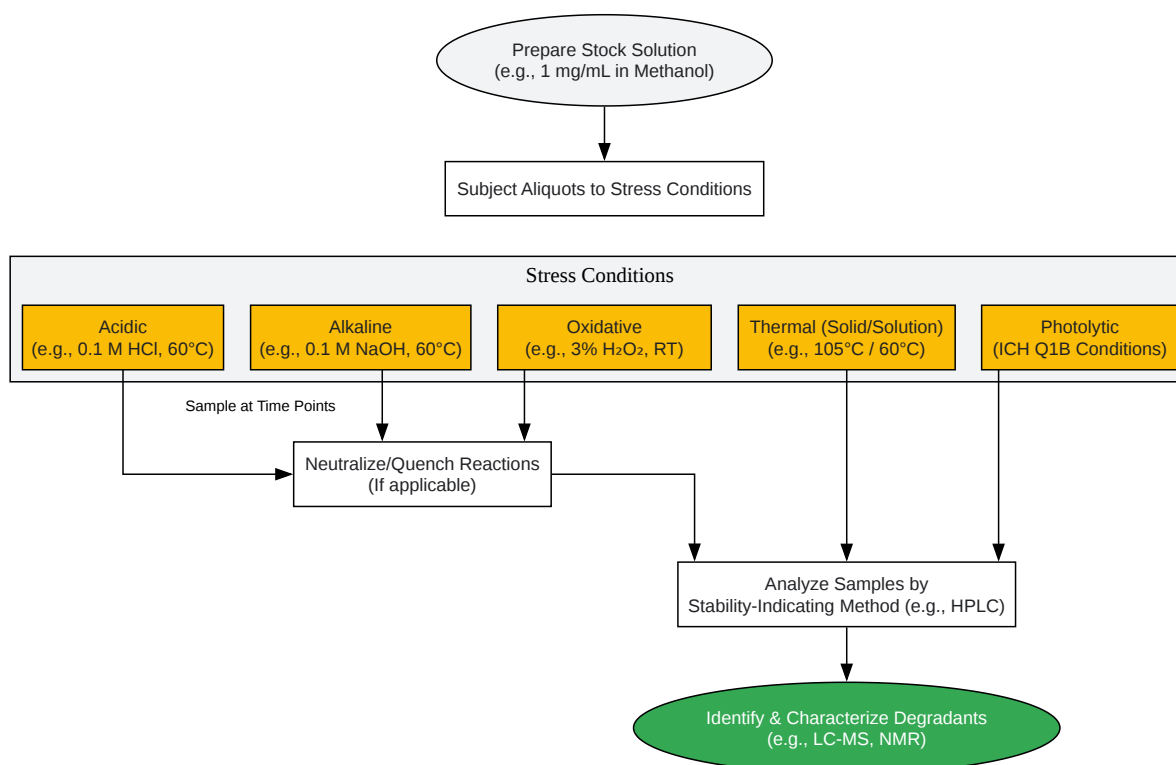 Prepare Stock Solution
(e.g., 1 mg/mL in Methanol)
Subject Aliquots to Stress Conditions
Stress Conditions
Acidic
(e.g., 0.1 M HCl, 60°C)
Alkaline
(e.g., 0.1 M NaOH, 60°C)
Oxidative
(e.g., 3% H₂O₂, RT)
Thermal (Solid/Solution)
(e.g., 105°C / 60°C)
Photolytic
(ICH Q1B Conditions)
Sample at Time Points
Neutralize/Quench Reactions
(If applicable)
Analyze Samples by
Stability-Indicating Method (e.g., HPLC)
Identify & Characterize Degradants
(e.g., LC-MS, NMR)